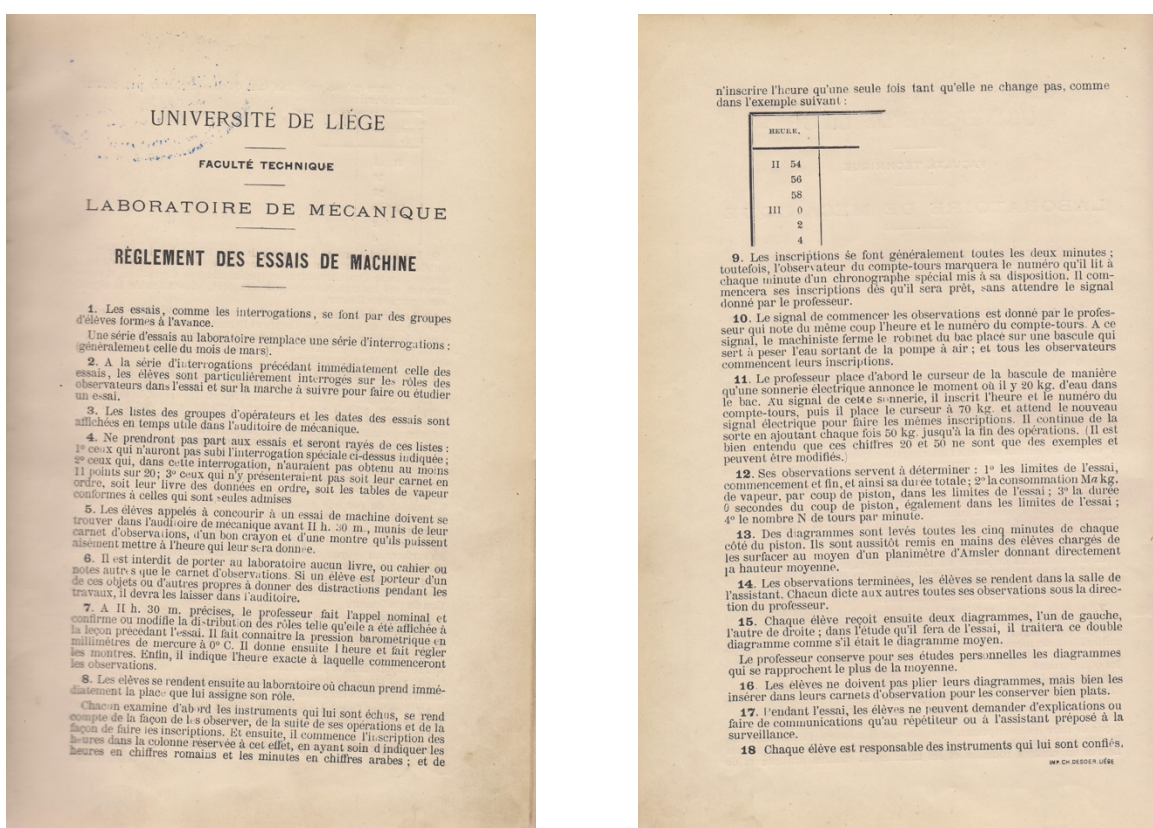 UNIVERSITÉ DE LIÉGE
FACULTÉ TECHNIQUE
LABORATOIRE DE MÉCANIQUE
RÈGLEMENT DES ESSAIS DE MACHINE
1. Les essais, comme les interrogations, se font par des groupes
d'élèves formés à l'avance.
Une série d'essais au laboratoire remplace une série d'interrogations :
(généralement celle du mois de mars).
2. A la série d'interrogations précédant immédiatement celle des
essais, les élèves sont particulièrement interrogés sur les rôles des
observateurs dans l'essai et sur la marche à suivre pour faire ou étudier
un essai.
3. Les listes des groupes d'opérateurs et les dates des essais sont
affichées en temps utile dans l'auditoire de mécanique.
4. Ne prendront pas part aux essais et seront rayés de ces listes :
1° ceux qui n'auront pas subi l'interrogation spéciale ci-dessus indiquée ;
2° ceux qui, dans cette interrogation, n'auraient pas obtenu au moins
11 points sur 20; 3° ceux qui n'y présenteraient pas soit leur carnet en
ordre, soit leur livre des données en ordre, soit les tables de vapeur
conformes à celles qui sont seules admises
5. Les élèves appelés à concourir à un essai de machine doivent se
trouver dans l'auditoire de mécanique avant II h. 30 m., munis de leur
carnet d'observations, d'un bon crayon et d'une montre qu'ils puissent
aisément mettre à l'heure qui leur sera donnée.
6. Il est interdit de porter au laboratoire aucun livre, ou cahier ou
notes autres que le carnet d'observations. Si un élève est porteur d'un
de ces objets ou d'autres propres à donner des distractions pendant les
travaux, il devra les laisser dans l'auditoire.
7. A II h. 30 m. précises, le professeur fait l'appel nominal et
confirme ou modifie la distribution des rôles telle qu'elle a été affichée à
la leçon précédant l'essai. Il fait connaître la pression barométrique en
millimètres de mercure à 0° C. Il donne ensuite l'heure et fait régler
les montres. Enfin, il indique l'heure exacte à laquelle commenceront
les observations.
8. Les élèves se rendent ensuite au laboratoire où chacun prend immé-
diatement la place que lui assigne son rôle.
Chacun examine d'abord les instruments qui lui sont échus, se rend
compte de la façon de les observer, de la suite de ses opérations et de la
façon de faire les inscriptions. Et ensuite, il commence l'inscription des
heures dans la colonne réservée à cet effet, en ayant soin d'indiquer les
heures en chiffres romains et les minutes en chiffres arabes ; et de
n'inscrire l'heure qu'une seule fois tant qu'elle ne change pas, comme
dans l'exemple suivant :
HEURE.
II 54
56
58
III 0
2
4
9. Les inscriptions se font généralement toutes les deux minutes ;
toutefois, l'observateur du compte-tours marquera le numéro qu'il lit à
chaque minute d'un chronographe spécial mis à sa disposition. Il com-
mencera ses inscriptions dès qu'il sera prêt, sans attendre le signal
donné par le professeur.
10. Le signal de commencer les observations est donné par le profes-
seur qui note du même coup l'heure et le numéro du compte-tours. A ce
signal, le machiniste ferme le robinet du bac placé sur une bascule qui
sert à peser l'eau sortant de la pompe à air ; et tous les observateurs
commencent leurs inscriptions.
11. Le professeur place d'abord le curseur de la bascule de manière
qu'une sonnerie électrique annonce le moment où il y 20 kg. d'eau dans
le bac. Au signal de cette sonnerie, il inscrit l'heure et le numéro du
compte-tours, puis il place le curseur à 70 kg. et attend le nouveau
signal électrique pour faire les mêmes inscriptions. Il continue de la
sorte en ajoutant chaque fois 50 kg. jusqu'à la fin des opérations. (Il est
bien entendu que ces chiffres 20 et 50 ne sont que des exemples et
peuvent être modifiés.)
12. Ses observations servent à déterminer : 1° les limites de l'essai,
commencement et fin, et ainsi sa durée totale ; 2° la consommation Ma kg.
de vapeur, par coup de piston, dans les limites de l'essai ; 3° la durée
θ secondes du coup de piston, également dans les limites de l'essai ;
4° le nombre N de tours par minute.
13. Des diagrammes sont levés toutes les cinq minutes de chaque
côté du piston. Ils sont aussitôt remis en mains des élèves chargés de
les surfacer au moyen d'un planimètre d'Amsler donnant directement
la hauteur moyenne.
14. Les observations terminées, les élèves se rendent dans la salle de
l'assistant. Chacun dicte aux autres toutes ses observations sous la direc-
tion du professeur.
15. Chaque élève reçoit ensuite deux diagrammes, l'un de gauche,
l'autre de droite ; dans l'étude qu'il fera de l'essai, il traitera ce double
diagramme comme s'il était le diagramme moyen.
Le professeur conserve pour ses études personnelles les diagrammes
qui se rapprochent le plus de la moyenne.
16. Les élèves ne doivent pas plier leurs diagrammes, mais bien les
insérer dans leurs carnets d'observation pour les conserver bien plats.
17. Pendant l'essai, les élèves ne peuvent demander d'explications ou
faire de communications qu'au répétiteur ou à l'assistant préposé à la
surveillance.
18 Chaque élève est responsable des instruments qui lui sont confiés.
IMP. CH. DESOER, LIÉGE